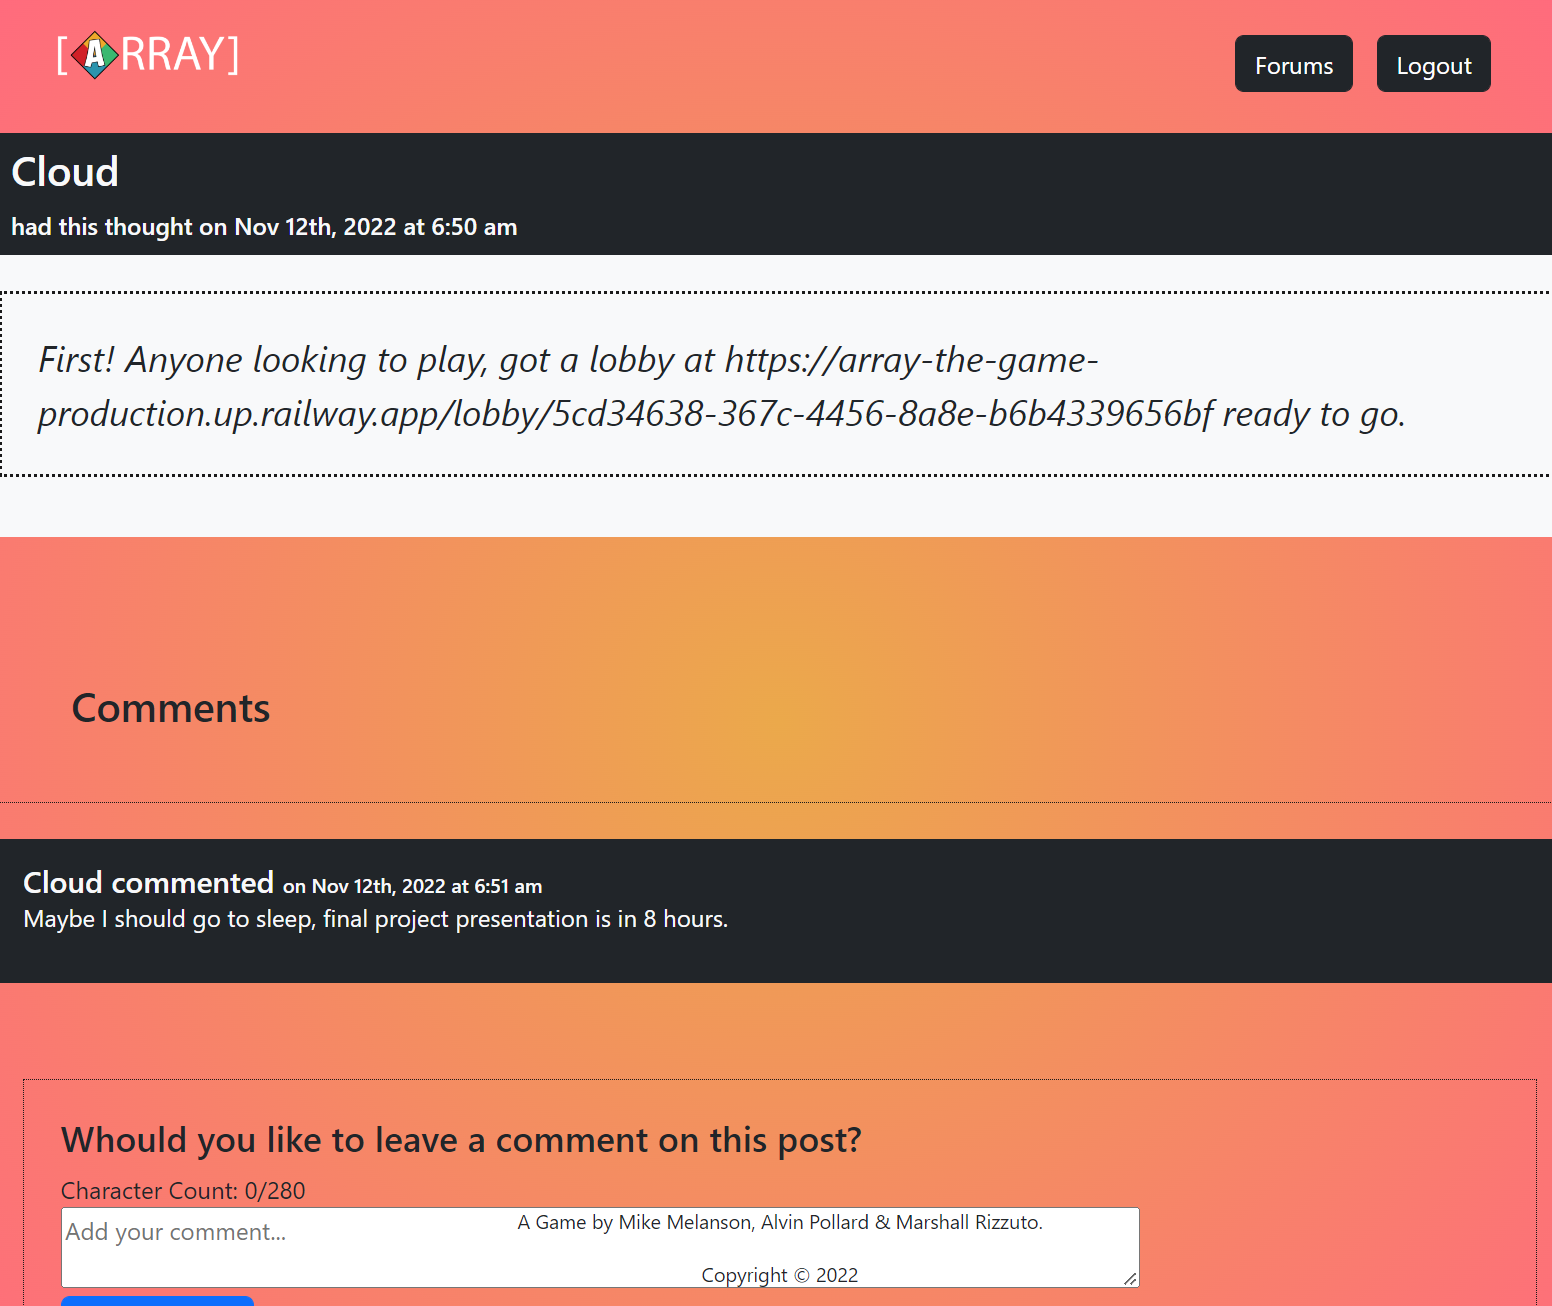 [ARRAY]
Forums
Logout
Cloud
had this thought on Nov 12th, 2022 at 6:50 am
First! Anyone looking to play, got a lobby at https://array-the-game-
production.up.railway.app/lobby/5cd34638-367c-4456-8a8e-b6b4339656bf ready to go.
Comments
Cloud commented on Nov 12th, 2022 at 6:51 am
Maybe I should go to sleep, final project presentation is in 8 hours.
Whould you like to leave a comment on this post?
Character Count: 0/280
Add your comment...
A Game by Mike Melanson, Alvin Pollard & Marshall Rizzuto.
Copyright © 2022